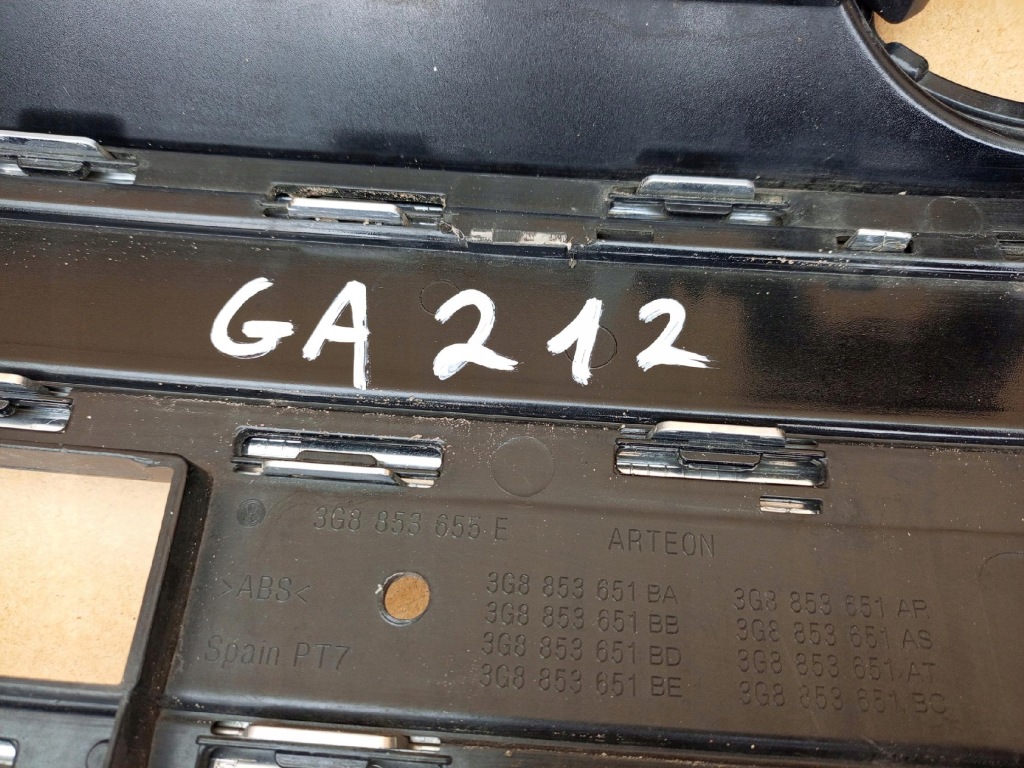 GA 212
3G8 853 655 E
ARTEON
>ABS<
Spain PT7
3G8 853 651 BA
3G8 853 651 BB
3G8 853 651 BD
3G8 853 651 BE
3G8 853 651 AR
3G8 853 651 AS
3G8 853 651 AT
3G8 853 651 BC